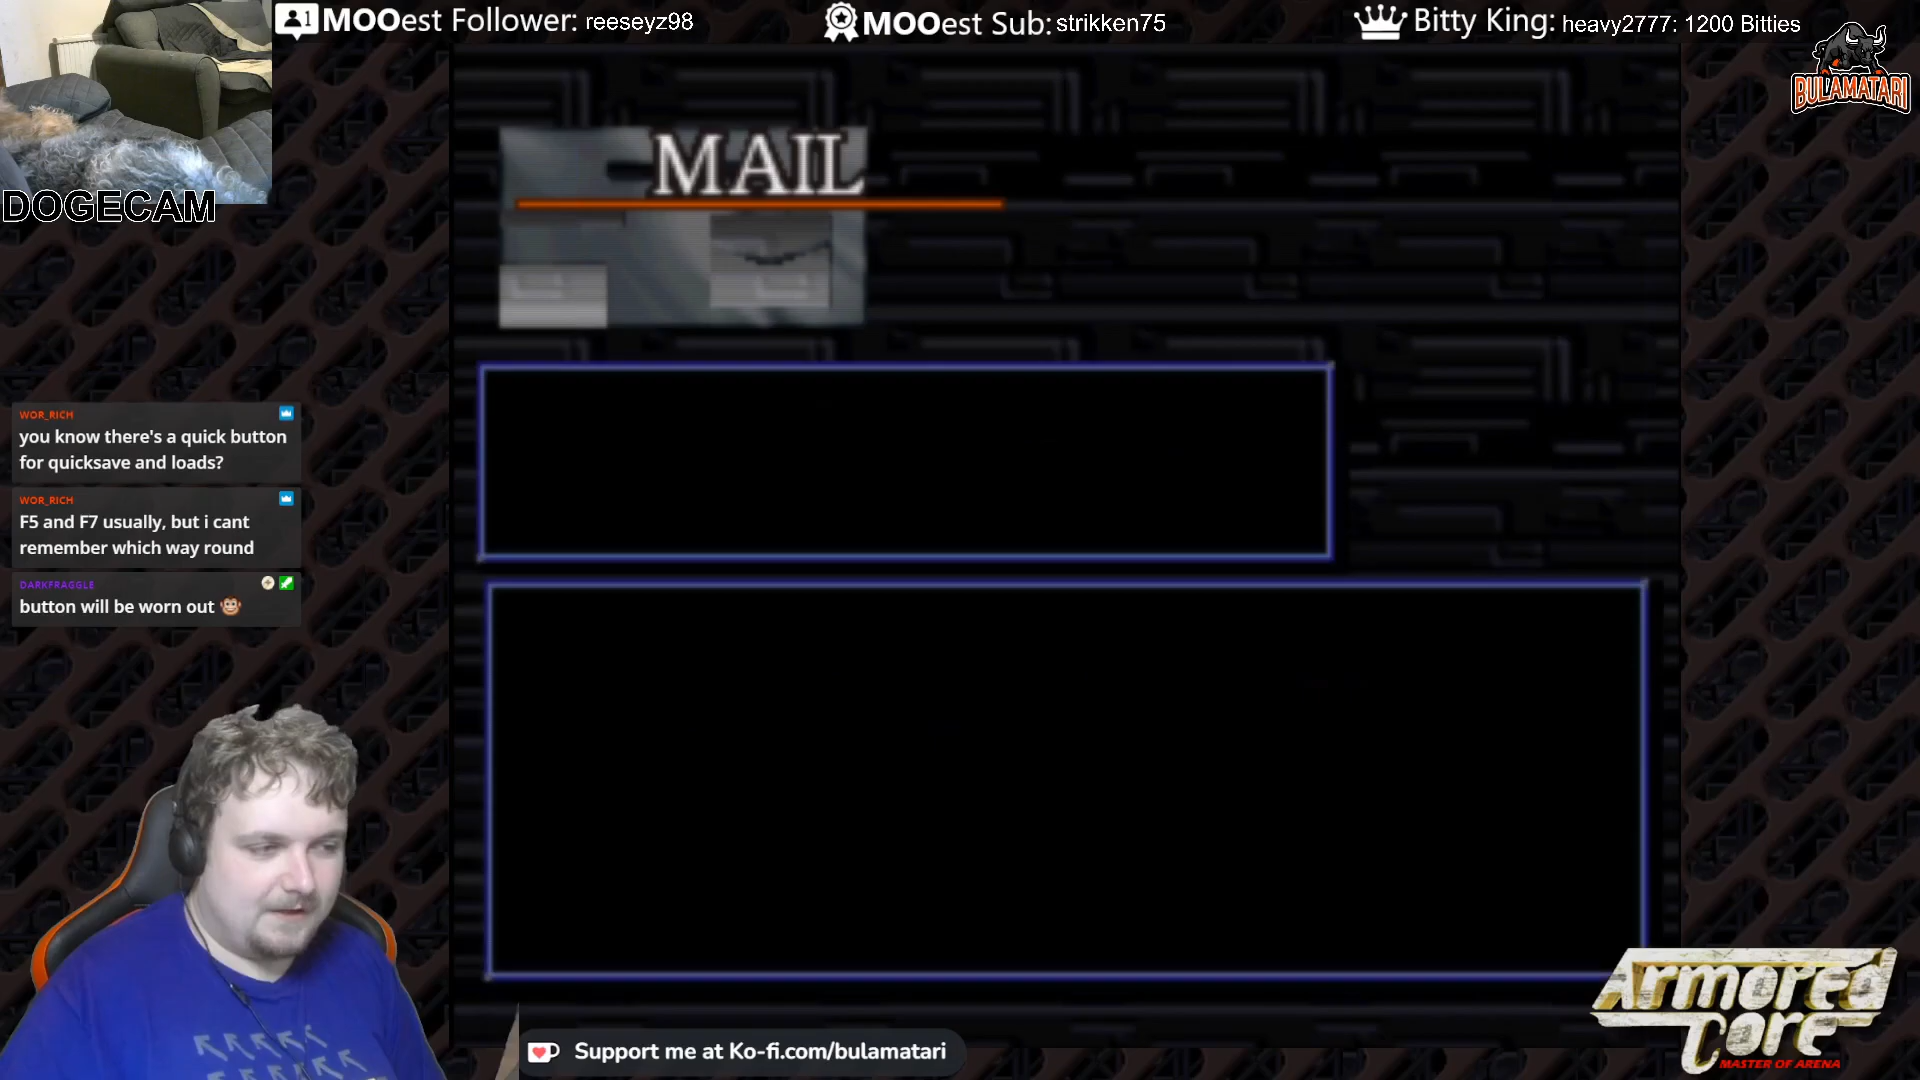 MOOest Follower: reeseyz98
MOOest Sub: strikken75
Bitty King: heavy2777: 1200 Bitties
BULAMATARI
DOGECAM
MAIL
WOR_RICH
you know there's a quick button
for quicksave and loads?
WOR_RICH
F5 and F7 usually, but i cant
remember which way round
DARKFRAGGLE
button will be worn out
Support me at Ko-fi.com/bulamatari
ARMORED
CORE
MASTER OF ARENA